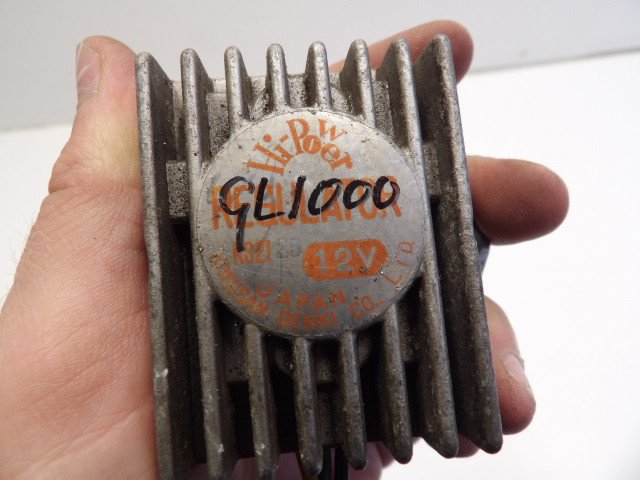 Hi-Power
REGULATOR
GL1000
12V
JAPAN
DENKI CO., LTD.